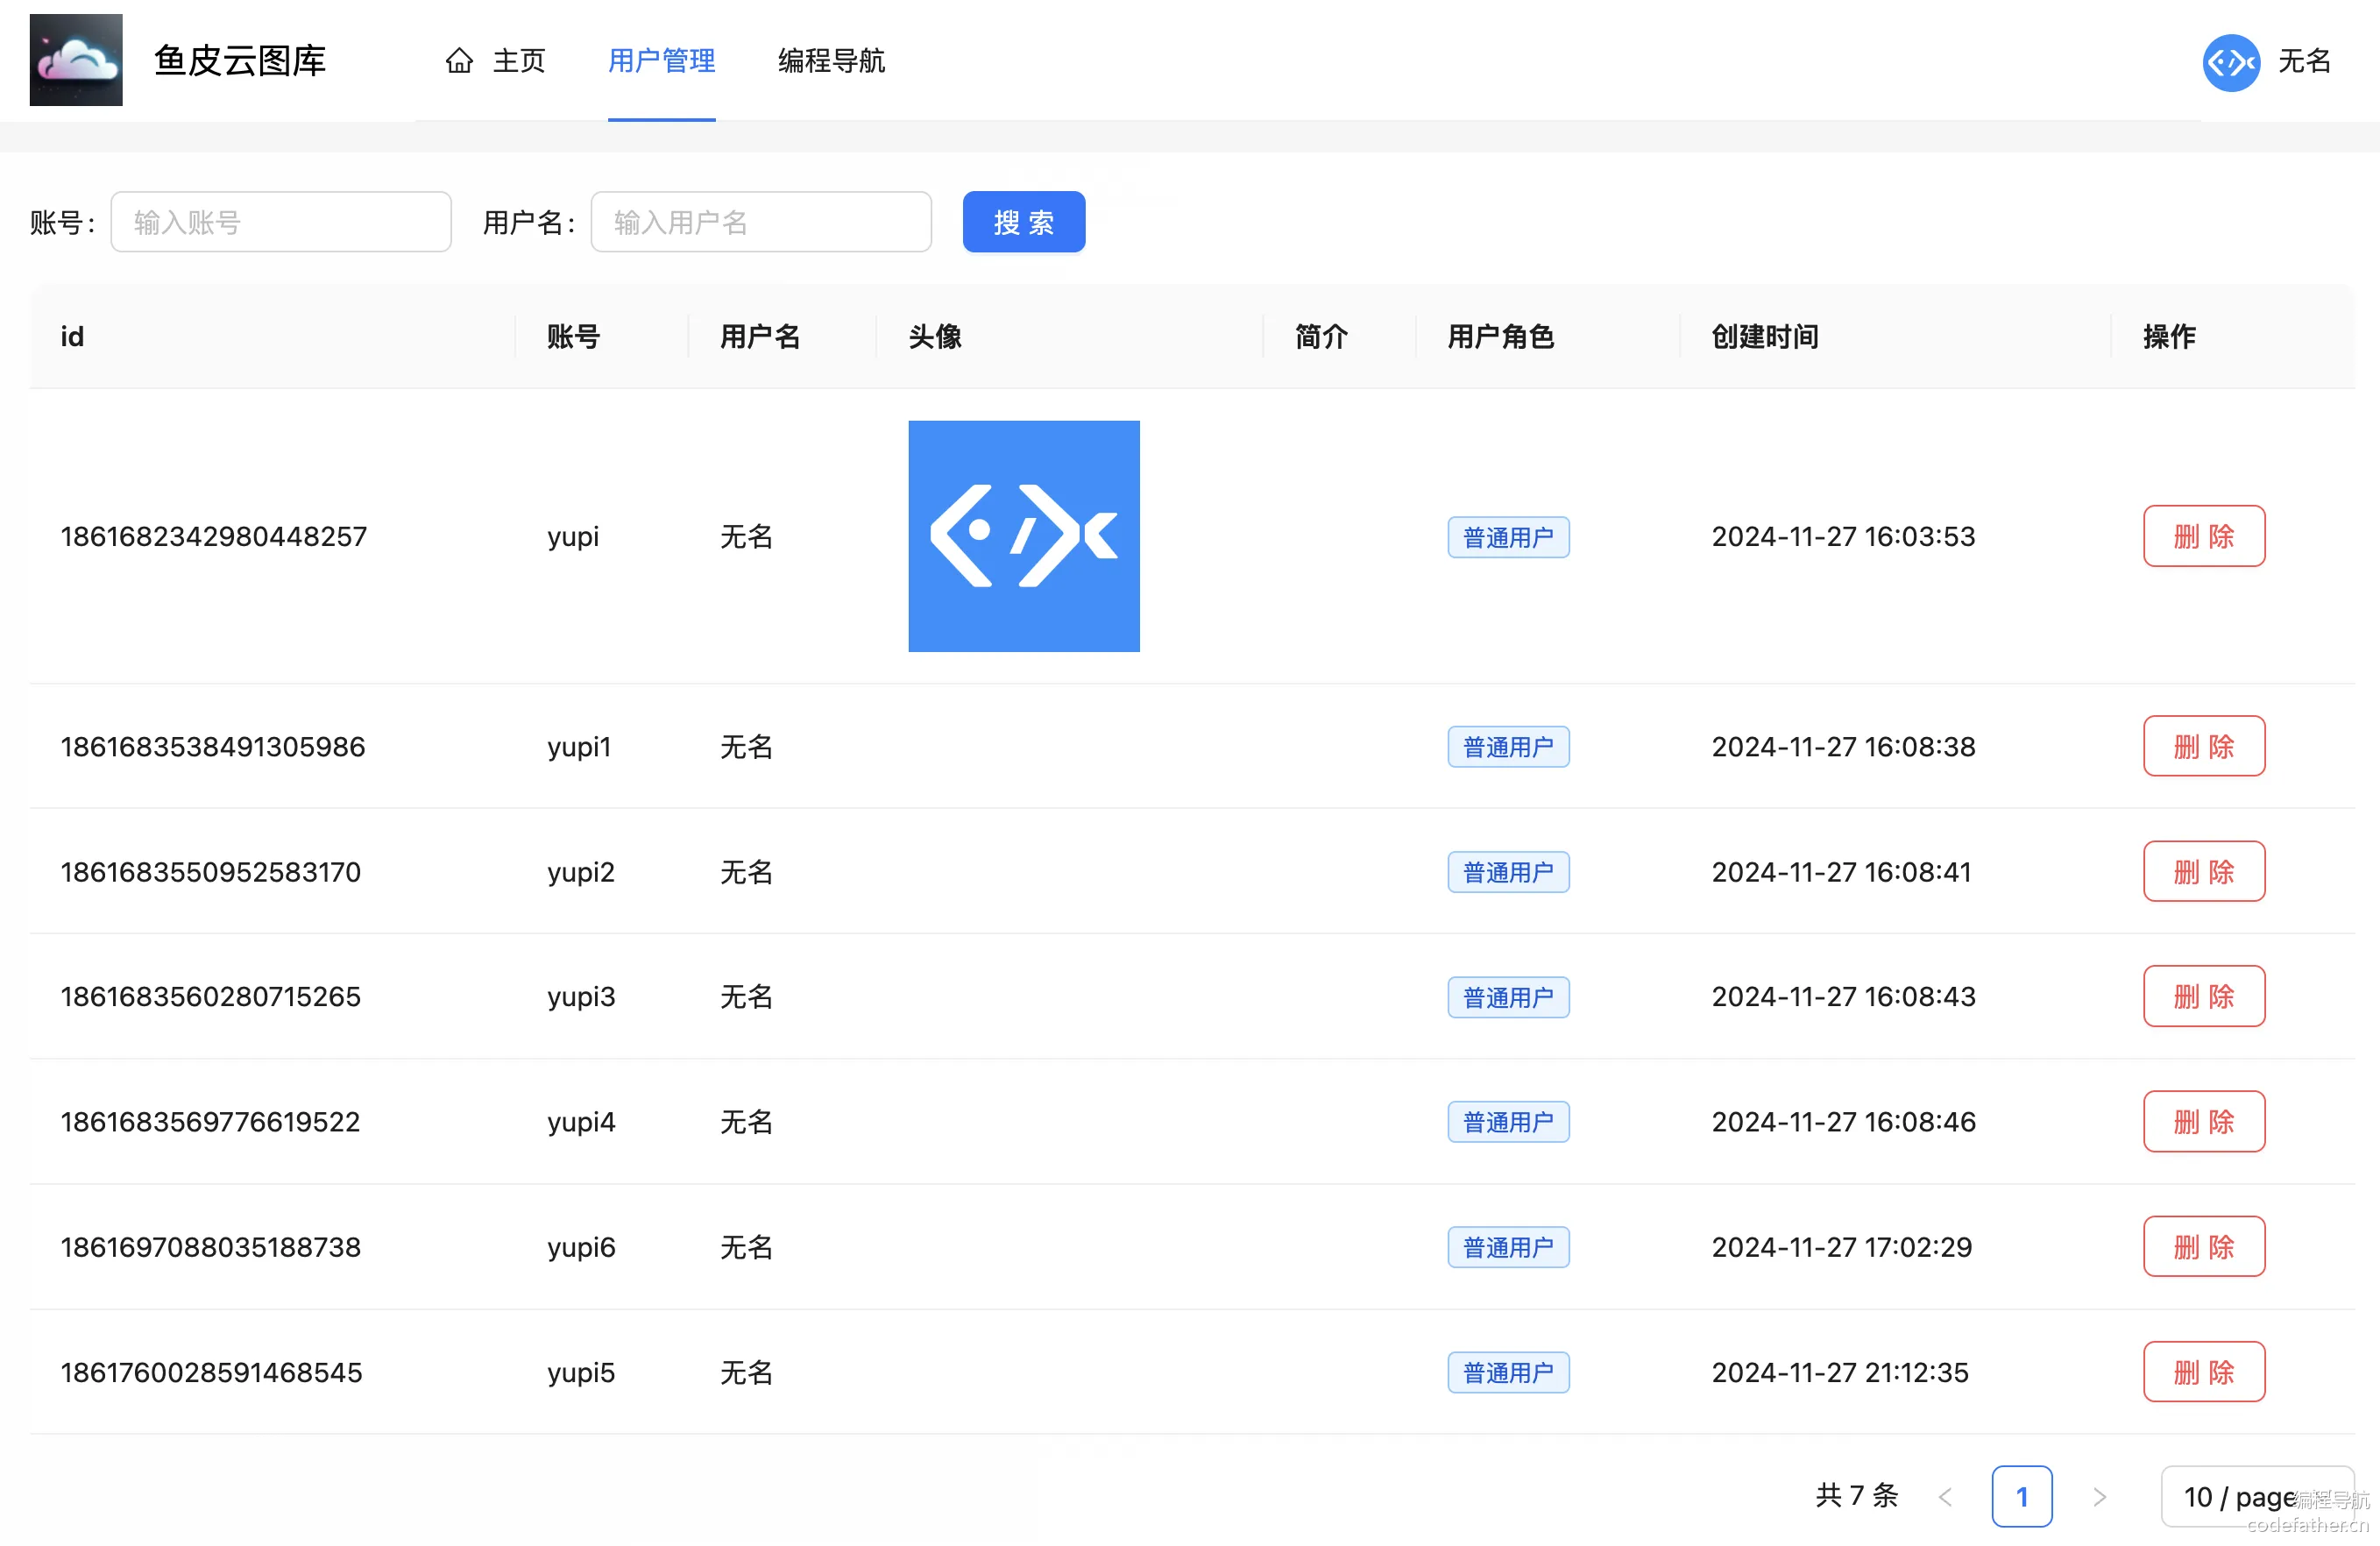 鱼皮云图库 主页 用户管理 编程导航 无名
账号： 输入账号 用户名： 输入用户名 搜 索
id 账号 用户名 头像 简介 用户角色 创建时间 操作
1861682342980448257 yupi 无名 普通用户 2024-11-27 16:03:53 删 除
1861683538491305986 yupi1 无名 普通用户 2024-11-27 16:08:38 删 除
1861683550952583170 yupi2 无名 普通用户 2024-11-27 16:08:41 删 除
1861683560280715265 yupi3 无名 普通用户 2024-11-27 16:08:43 删 除
1861683569776619522 yupi4 无名 普通用户 2024-11-27 16:08:46 删 除
1861697088035188738 yupi6 无名 普通用户 2024-11-27 17:02:29 删 除
1861760028591468545 yupi5 无名 普通用户 2024-11-27 21:12:35 删 除
共 7 条 < 1 > 10 / page
编程导航
codefather.cn